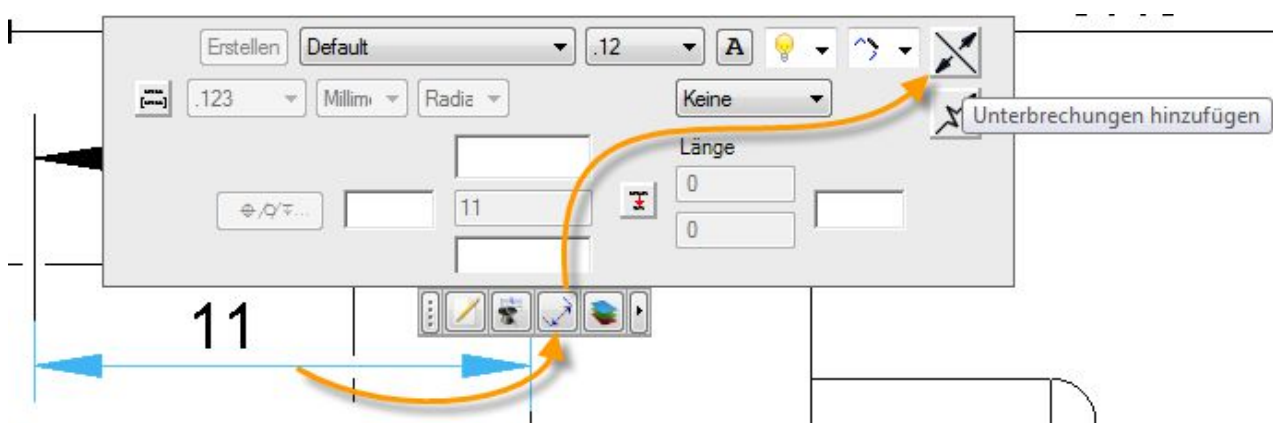 Erstellen Default .12 A
.123 Millim Radia Keine
Unterbrechungen hinzufügen
Länge
0
11
0
11